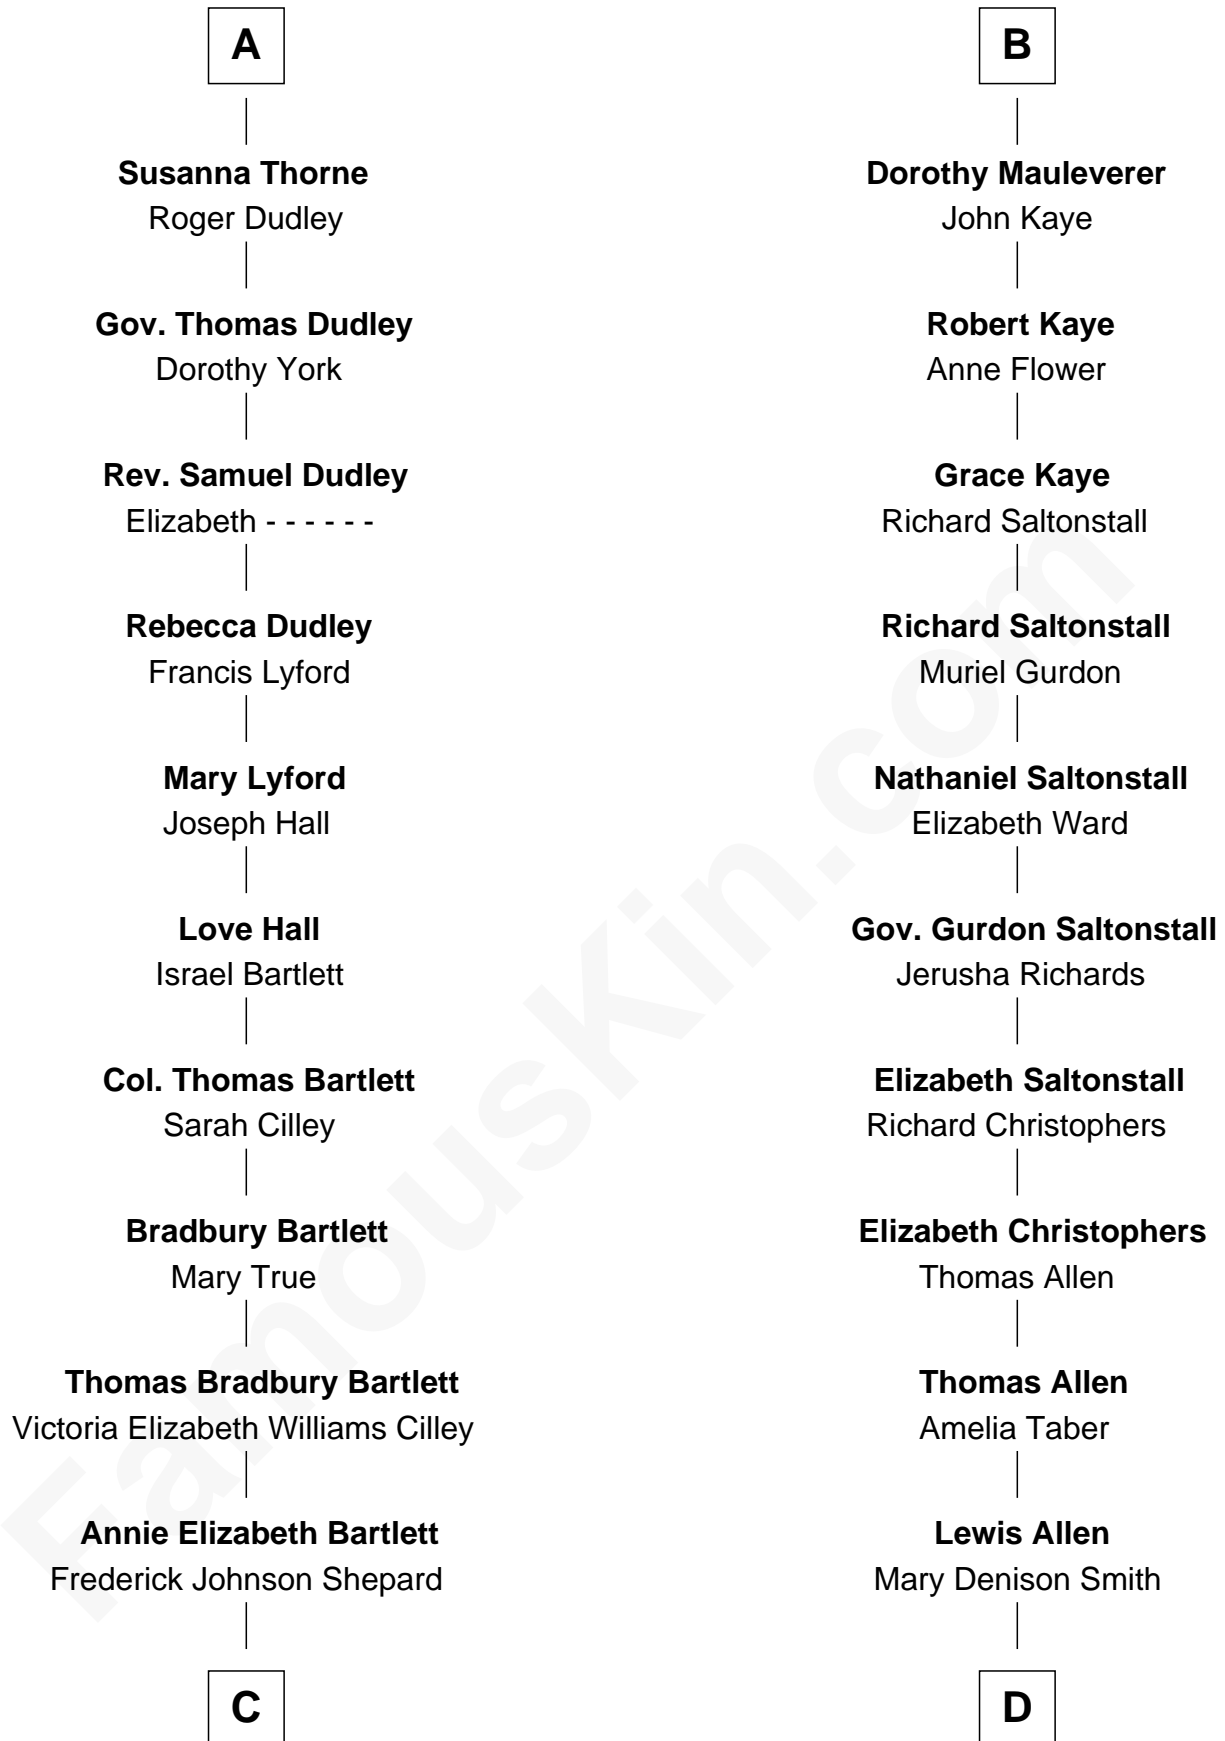 A
Susanna Thorne
Roger Dudley
Gov. Thomas Dudley
Dorothy York
Rev. Samuel Dudley
Elizabeth - - - - - -
Rebecca Dudley
Francis Lyford
Mary Lyford
Joseph Hall
Love Hall
Israel Bartlett
Col. Thomas Bartlett
Sarah Cilley
Bradbury Bartlett
Mary True
Thomas Bradbury Bartlett
Victoria Elizabeth Williams Cilley
Annie Elizabeth Bartlett
Frederick Johnson Shepard
C
B
Dorothy Mauleverer
John Kaye
Robert Kaye
Anne Flower
Grace Kaye
Richard Saltonstall
Richard Saltonstall
Muriel Gurdon
Nathaniel Saltonstall
Elizabeth Ward
Gov. Gurdon Saltonstall
Jerusha Richards
Elizabeth Saltonstall
Richard Christophers
Elizabeth Christophers
Thomas Allen
Thomas Allen
Amelia Taber
Lewis Allen
Mary Denison Smith
D
FamousKin.com